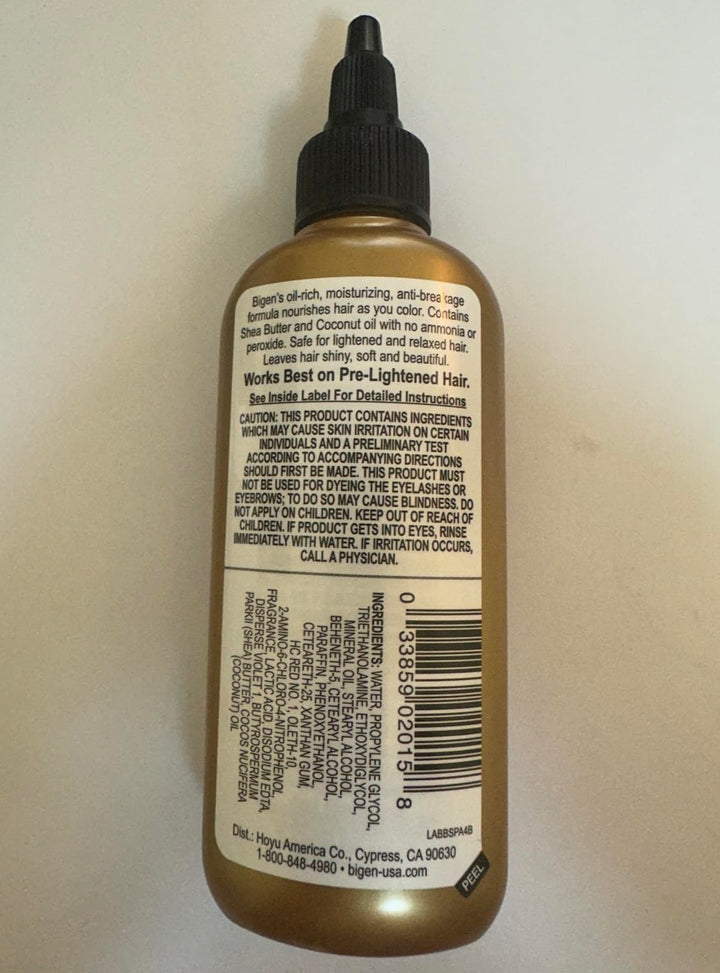 Bigen's oil-rich, moisturizing, anti-breakage
formula nourishes hair as you color. Contains
Shea Butter and Coconut oil with no ammonia or
peroxide. Safe for lightened and relaxed hair.
Leaves hair shiny, soft and beautiful.
Works Best on Pre-Lightened Hair.
See Inside Label For Detailed Instructions
CAUTION: THIS PRODUCT CONTAINS INGREDIENTS
WHICH MAY CAUSE SKIN IRRITATION ON CERTAIN
INDIVIDUALS AND A PRELIMINARY TEST
ACCORDING TO ACCOMPANYING DIRECTIONS
SHOULD FIRST BE MADE. THIS PRODUCT MUST
NOT BE USED FOR DYEING THE EYELASHES OR
EYEBROWS; TO DO SO MAY CAUSE BLINDNESS. DO
NOT APPLY ON CHILDREN. KEEP OUT OF REACH OF
CHILDREN. IF PRODUCT GETS INTO EYES, RINSE
IMMEDIATELY WITH WATER. IF IRRITATION OCCURS,
CALL A PHYSICIAN.
0 33859 02015 8
INGREDIENTS: WATER, PROPYLENE GLYCOL,
TRIETHANOLAMINE, ETHOXYDIGLYCOL,
MINERAL OIL, STEARYL ALCOHOL,
BEHENETH-5, CETEARYL ALCOHOL,
PARAFFIN, PHENOXYETHANOL,
CETEARETH-25, XANTHAN GUM,
HC RED NO. 1, OLETH-10,
2-AMINO-6-CHLORO-4-NITROPHENOL,
FRAGRANCE, LACTIC ACID, DISODIUM EDTA,
DISPERSE VIOLET 1, BUTYROSPERMUM
PARKII (SHEA) BUTTER, COCOS NUCIFERA
(COCONUT) OIL
LABBSPA4B
Dist.: Hoyu America Co., Cypress, CA 90630
1-800-848-4980 • bigen-usa.com
PEEL